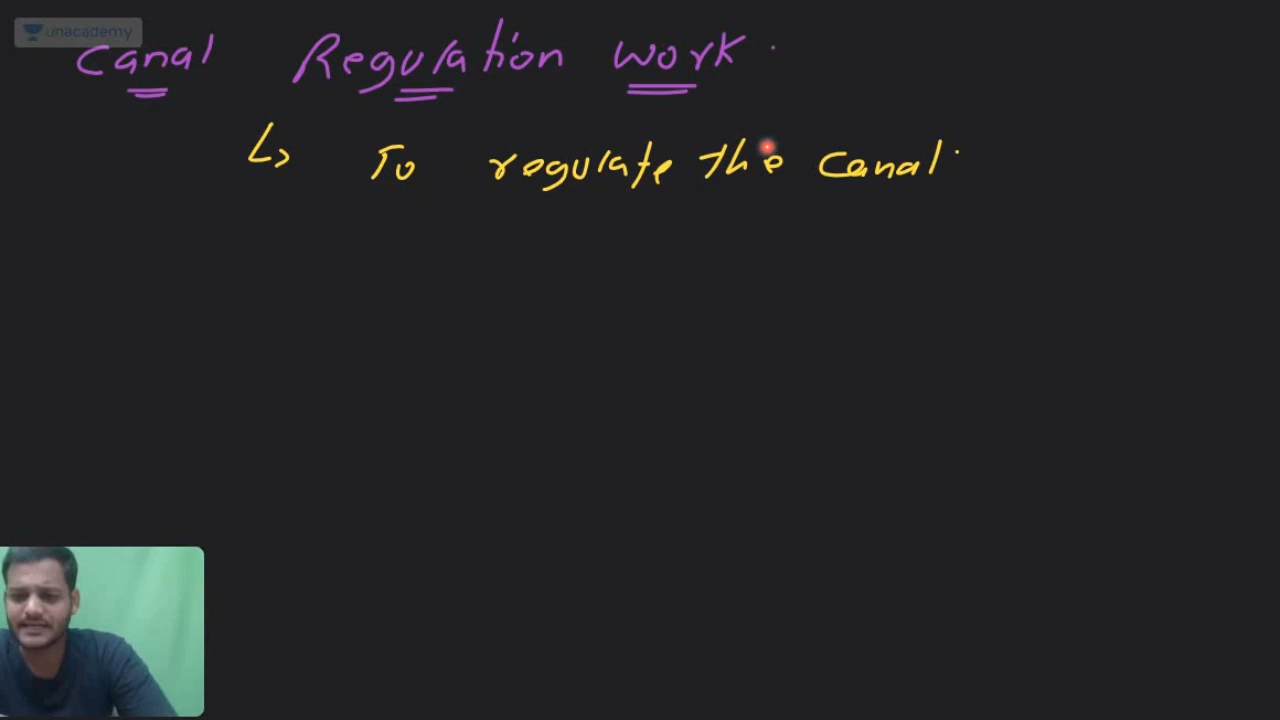 unacademy
Canal Regulation work.
↳ To regulate the canal.